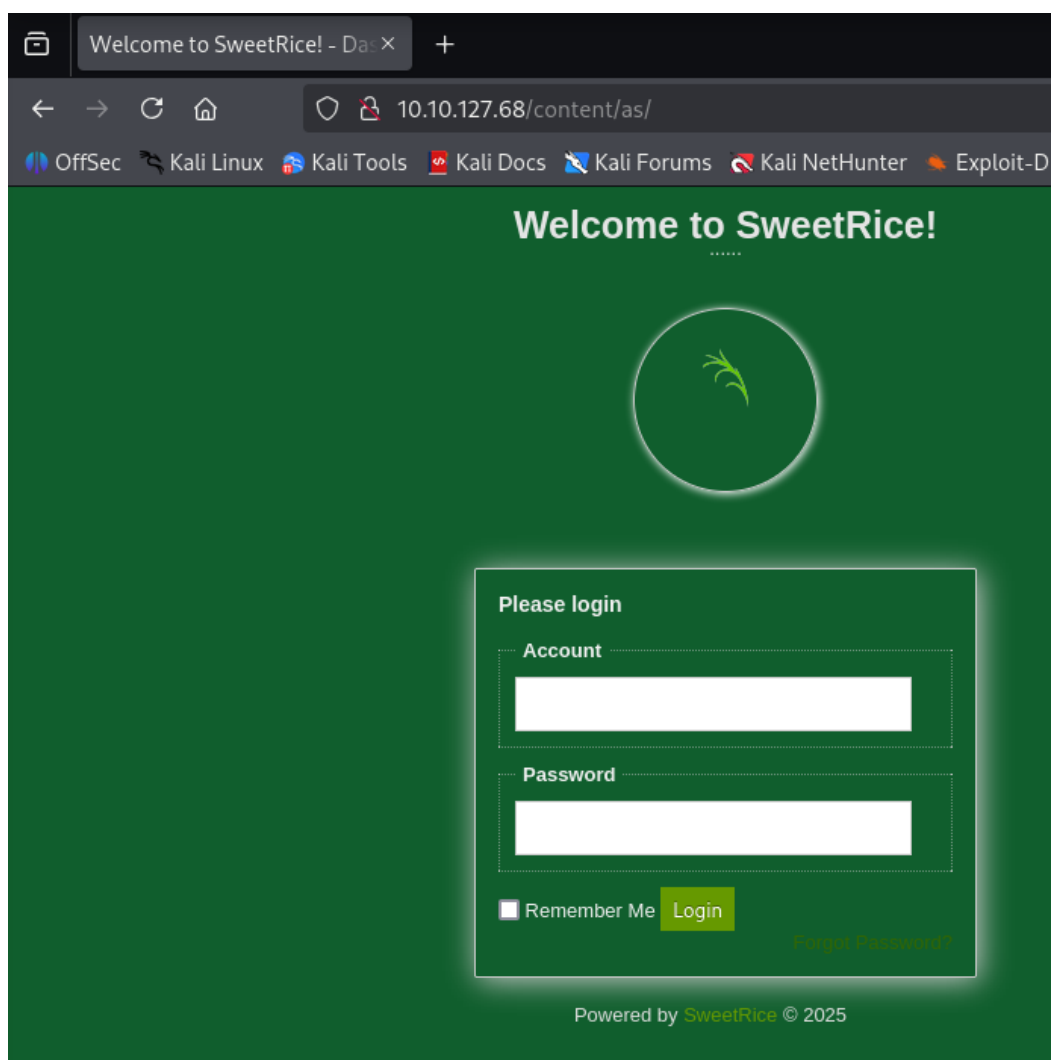 Welcome to SweetRice! - Das
10.10.127.68/content/as/
OffSec Kali Linux Kali Tools Kali Docs Kali Forums Kali NetHunter Exploit-D
Welcome to SweetRice!
......
Please login
Account
Password
Remember Me Login
Forgot Password?
Powered by SweetRice © 2025